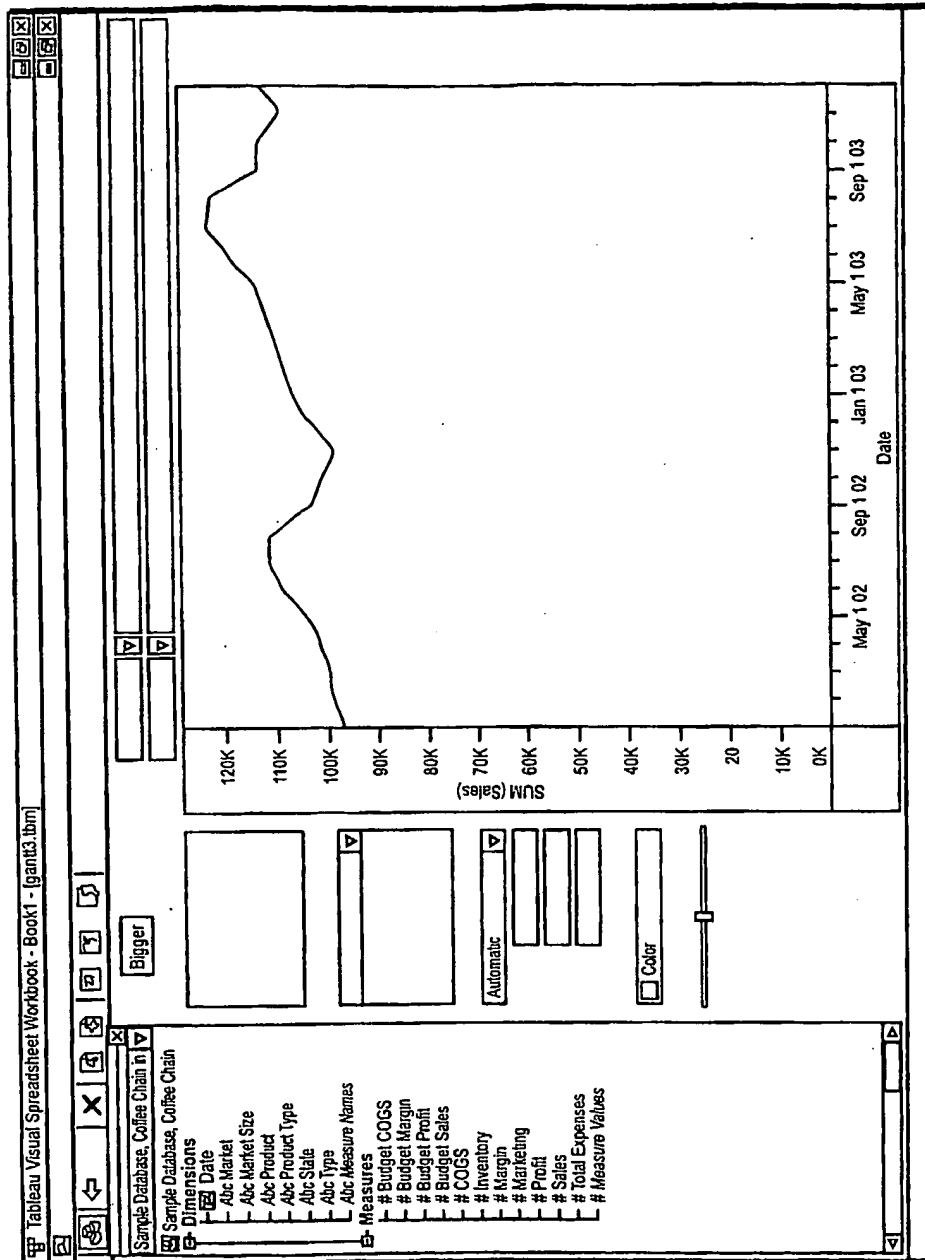 Tableau Visual Spreadsheet Workbook - Book1 - [gantt3.tbm]
Sample Database, Coffee Chain in
Sample Database, Coffee Chain
Dimensions
Date
Abc Market
Abc Market Size
Abc Product
Abc Product Type
Abc State
Abc Type
Abc Measure Names
Measures
# Budget COGS
# Budget Margin
# Budget Profit
# Budget Sales
# COGS
# Inventory
# Margin
# Marketing
# Profit
# Sales
# Total Expenses
# Measure Values
Bigger
Automatic
Color
SUM (Sales)
120K
110K
100K
90K
80K
70K
60K
50K
40K
30K
20
10K
0K
May 1 02
Sep 1 02
Jan 1 03
May 1 03
Sep 1 03
Date